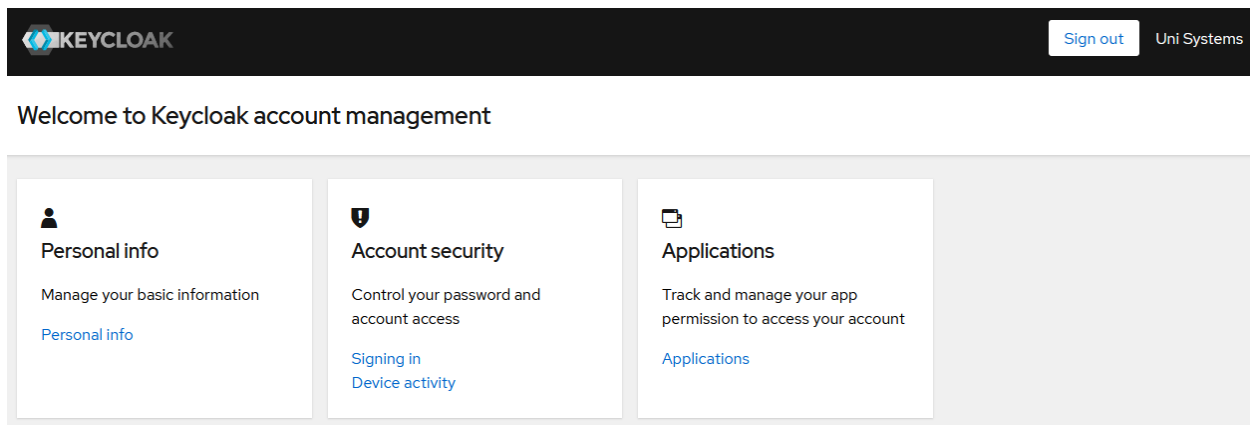 KEYCLOAK
Sign out
Uni Systems
Welcome to Keycloak account management
Personal info
Manage your basic information
Personal info
Account security
Control your password and
account access
Signing in
Device activity
Applications
Track and manage your app
permission to access your account
Applications